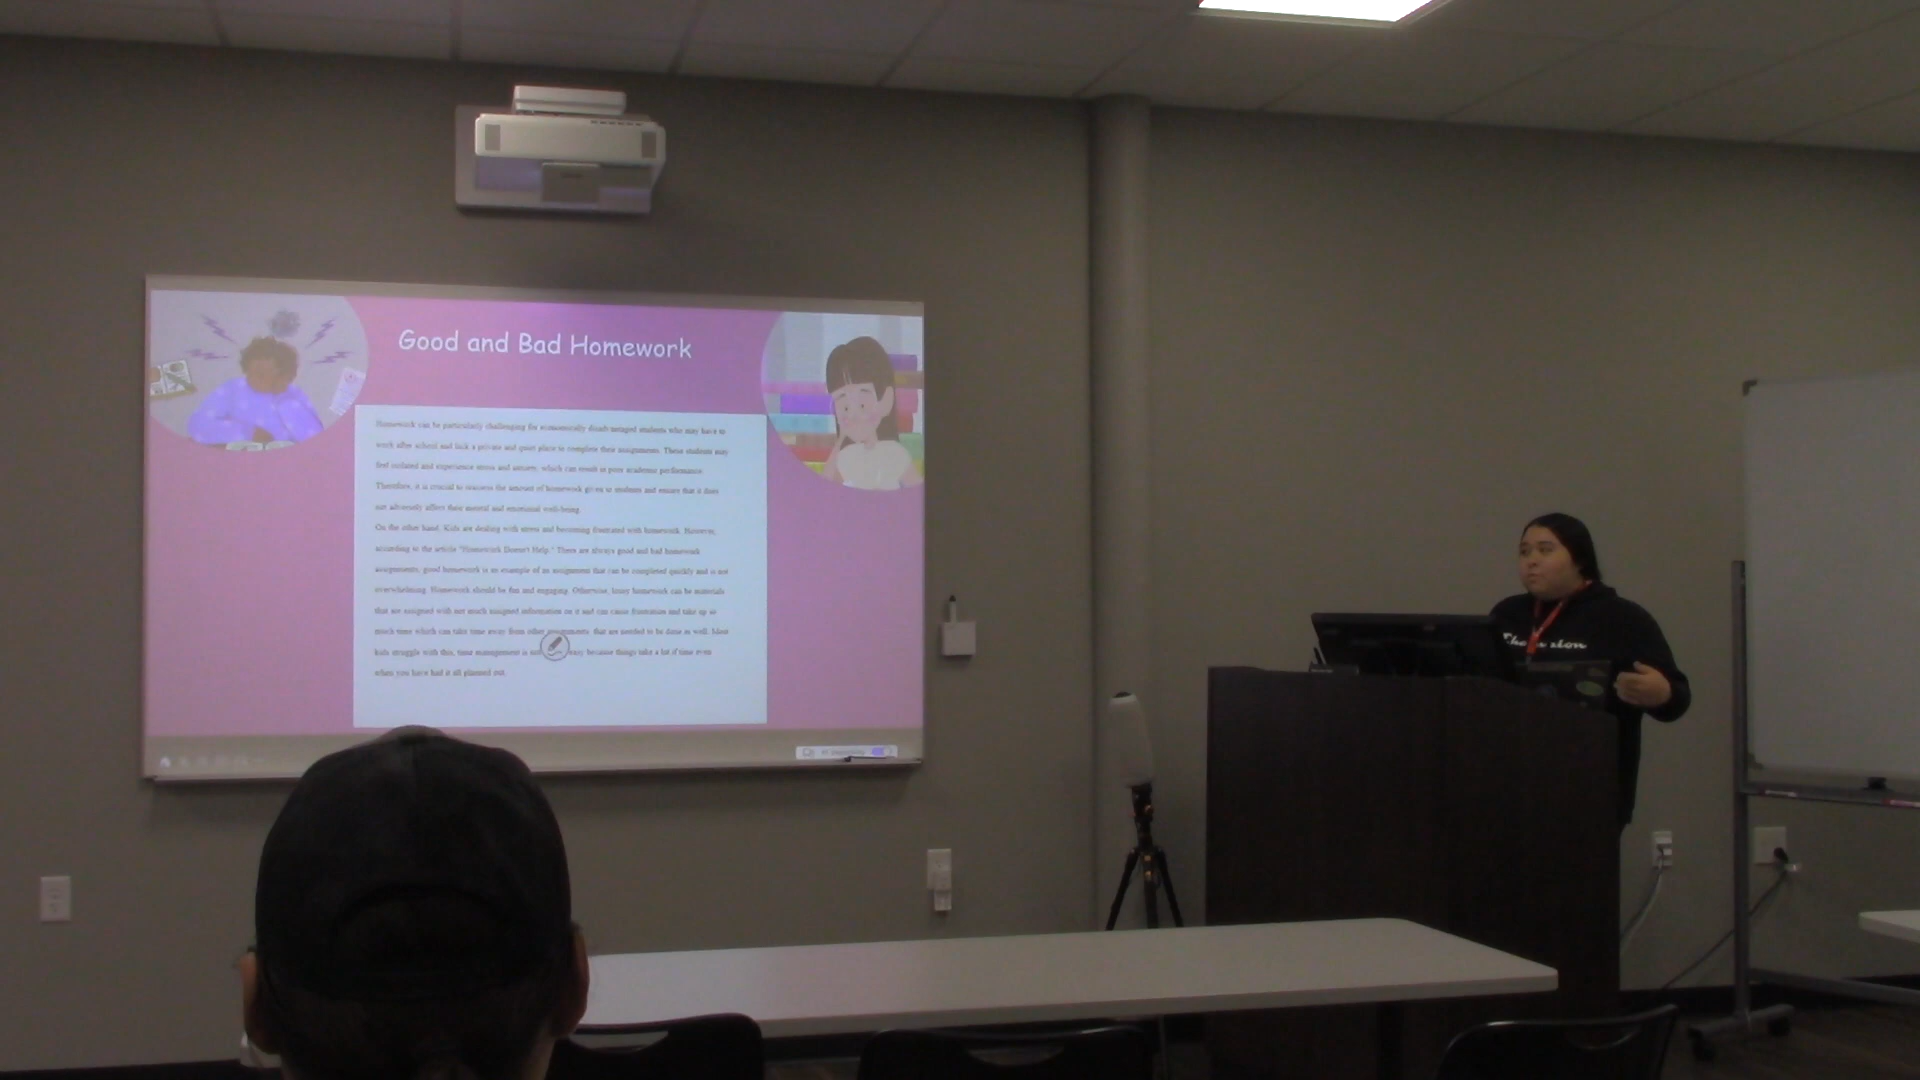 Good and Bad Homework
Homework can be particularly challenging for economically disadvantaged students who may have to
work after school and lack a private and quiet place to complete their assignments. These students may
feel isolated and experience stress and anxiety, which can result in poor academic performance.
Therefore, it is crucial to reassess the amount of homework given to students and ensure that it does
not adversely affect their mental and emotional well-being.
On the other hand. Kids are dealing with stress and becoming frustrated with homework. However,
according to the article "Homework Doesn't Help." There are always good and bad homework
assignments, good homework is an example of an assignment that can be completed quickly and is not
overwhelming. Homework should be fun and engaging. Otherwise, lousy homework can be materials
that are assigned with not much assigned information on it and can cause frustration and take up so
much time which can take time away from other assignments that are needed to be done as well. Most
kids struggle with this, time management is easy because things take a lot of time even
when you have had it all planned out.
Champion